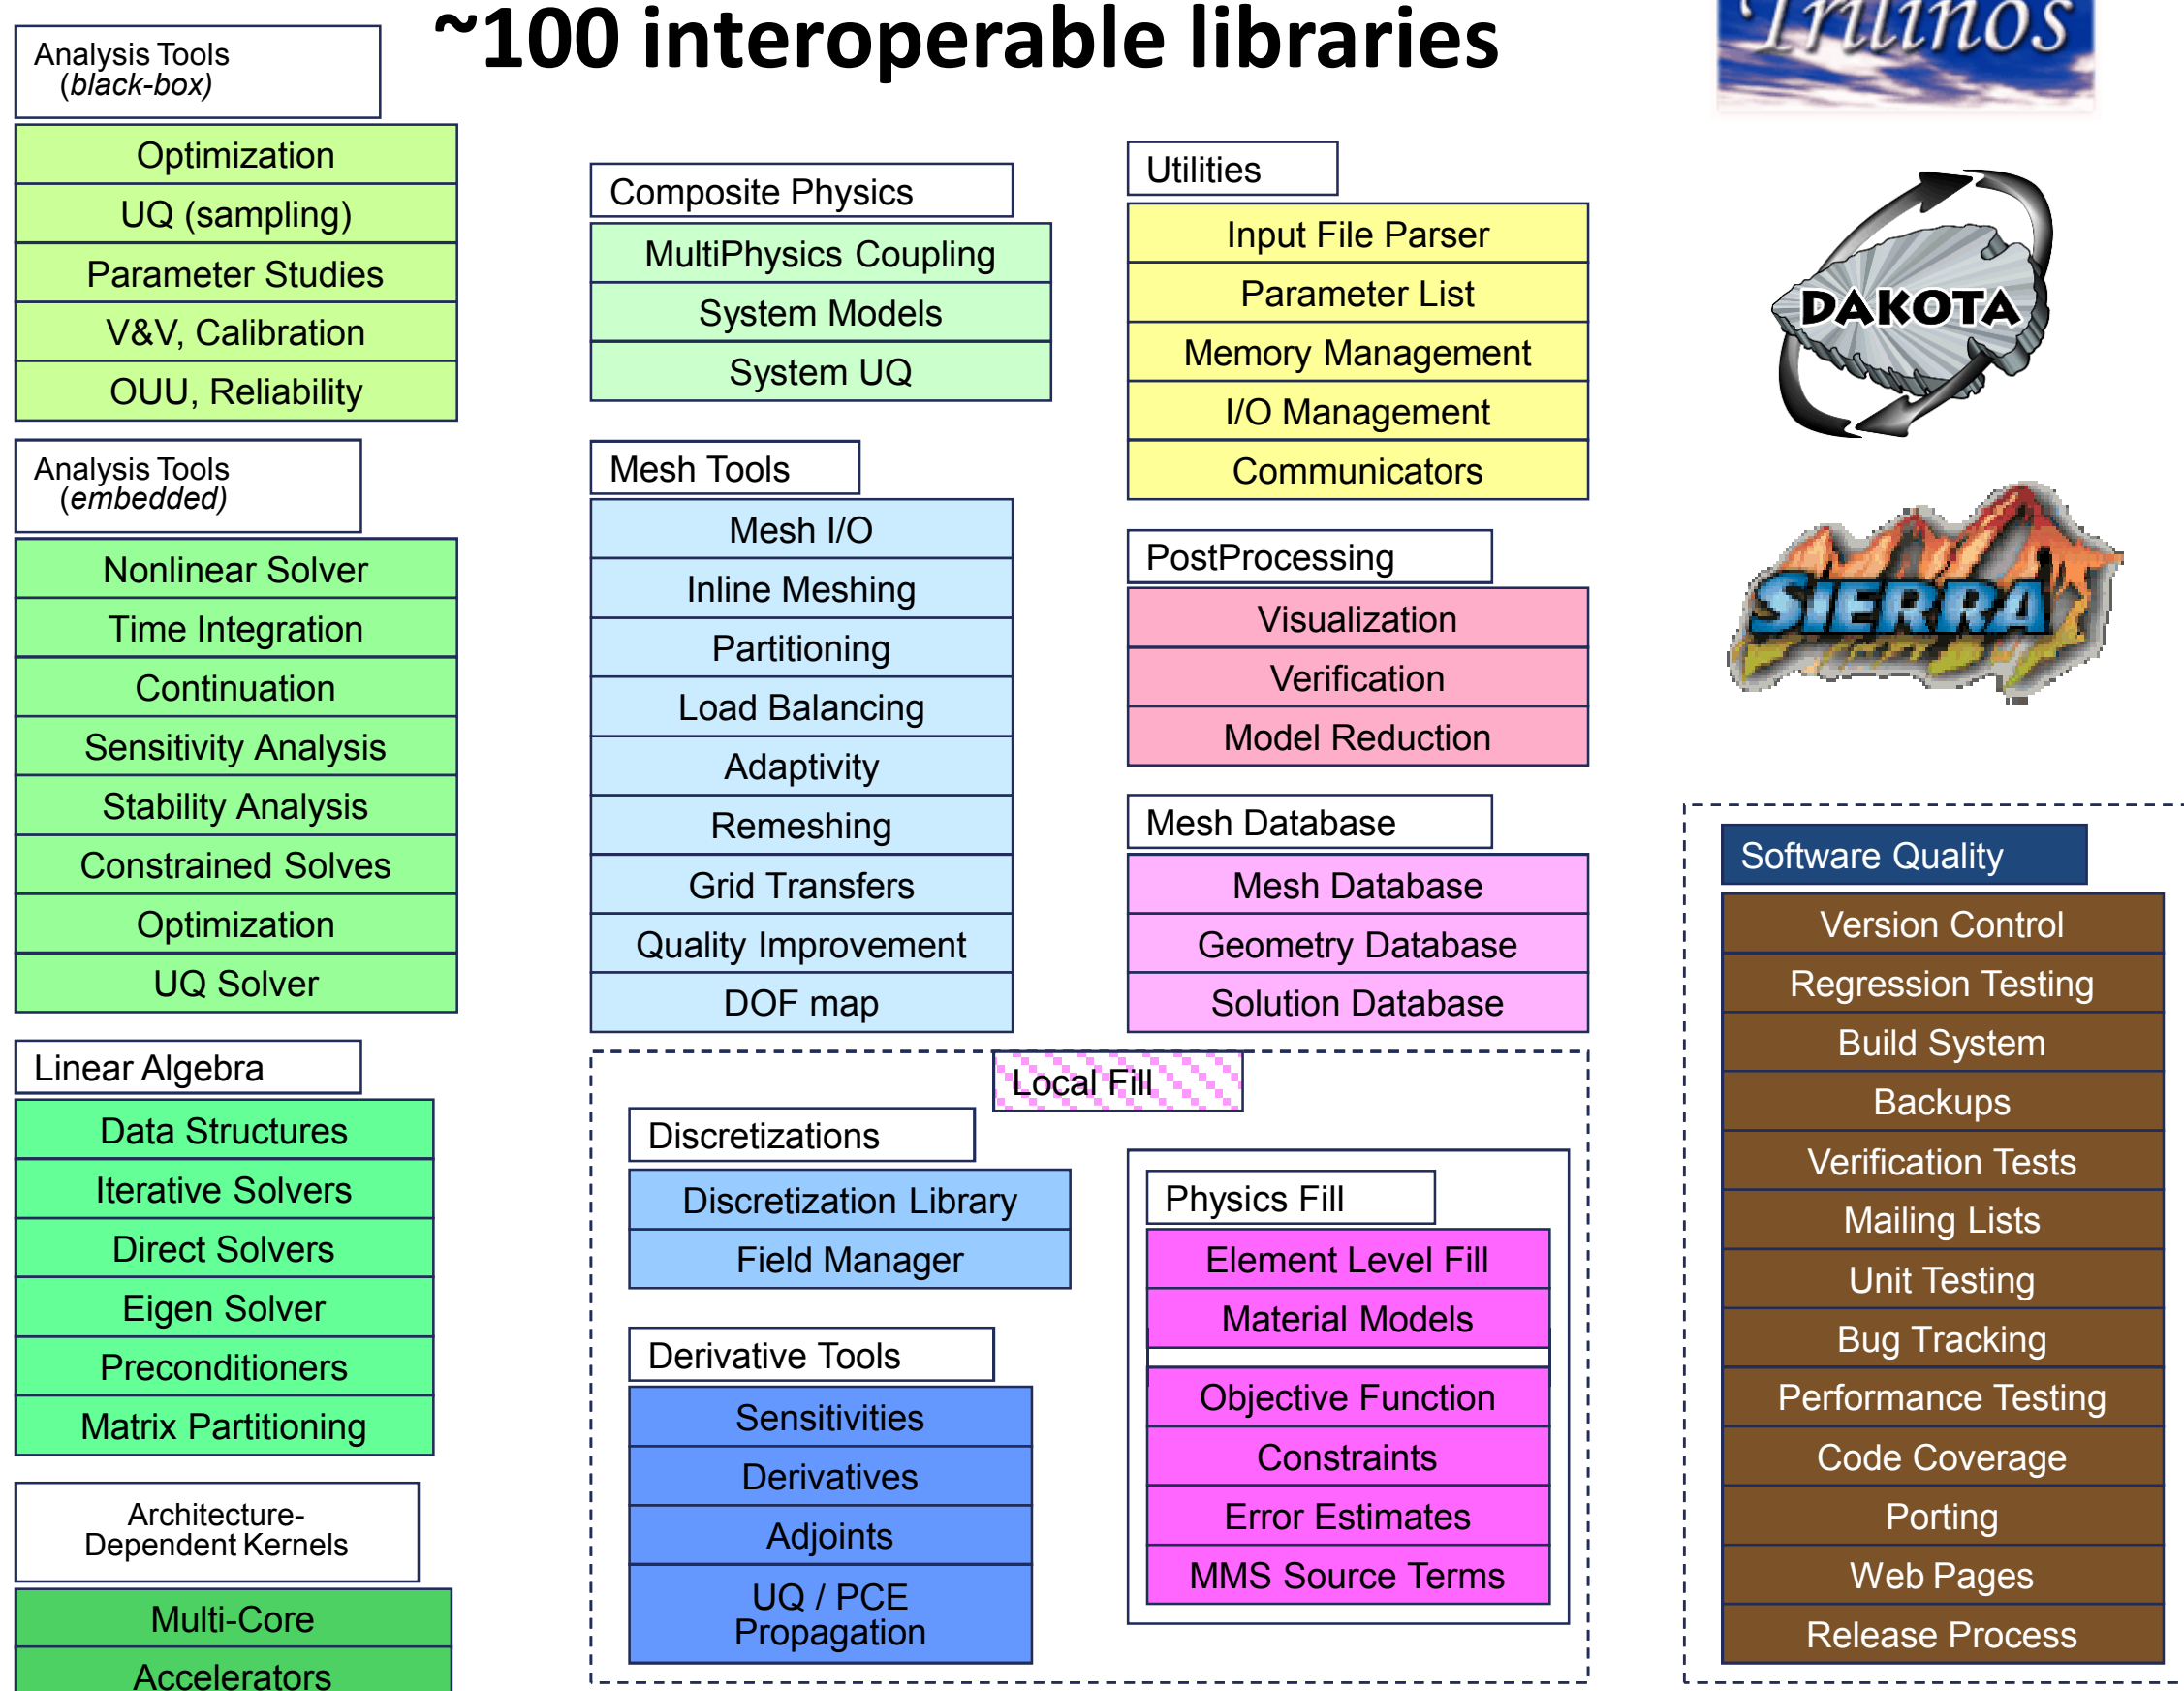 ~100 interoperable libraries
Trilinos
Analysis Tools
(black-box)
Optimization
UQ (sampling)
Parameter Studies
V&V, Calibration
OUU, Reliability
Analysis Tools
(embedded)
Nonlinear Solver
Time Integration
Continuation
Sensitivity Analysis
Stability Analysis
Constrained Solves
Optimization
UQ Solver
Linear Algebra
Data Structures
Iterative Solvers
Direct Solvers
Eigen Solver
Preconditioners
Matrix Partitioning
Architecture-
Dependent Kernels
Multi-Core
Accelerators
Composite Physics
MultiPhysics Coupling
System Models
System UQ
Mesh Tools
Mesh I/O
Inline Meshing
Partitioning
Load Balancing
Adaptivity
Remeshing
Grid Transfers
Quality Improvement
DOF map
Utilities
Input File Parser
Parameter List
Memory Management
I/O Management
Communicators
PostProcessing
Visualization
Verification
Model Reduction
Mesh Database
Mesh Database
Geometry Database
Solution Database
Local Fill
Discretizations
Discretization Library
Field Manager
Derivative Tools
Sensitivities
Derivatives
Adjoints
UQ / PCE
Propagation
Physics Fill
Element Level Fill
Material Models
Objective Function
Constraints
Error Estimates
MMS Source Terms
DAKOTA
SIERRA
Software Quality
Version Control
Regression Testing
Build System
Backups
Verification Tests
Mailing Lists
Unit Testing
Bug Tracking
Performance Testing
Code Coverage
Porting
Web Pages
Release Process